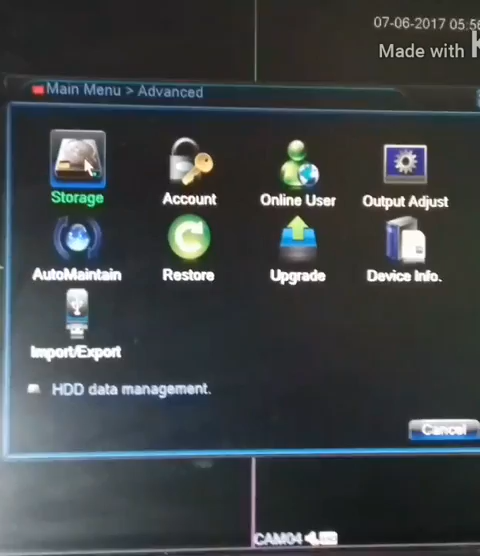 07-06-2017 05:56
Made with
Main Menu > Advanced
Storage
Account
Online User
Output Adjust
AutoMaintain
Restore
Upgrade
Device Info.
Import/Export
HDD data management.
Cancel
CAM04